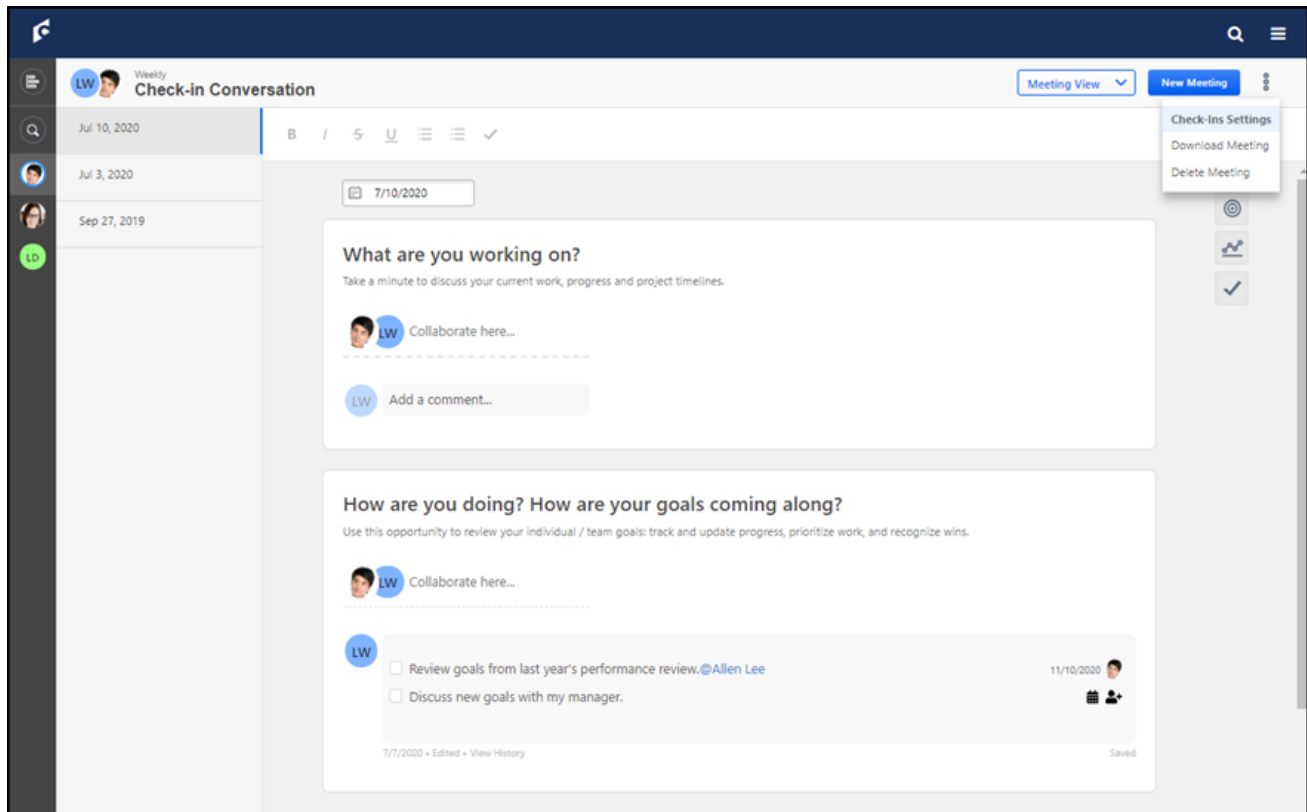 LW
Weekly
Check-in Conversation
Meeting View
New Meeting
Check-Ins Settings
Download Meeting
Delete Meeting
Jul 10, 2020
Jul 3, 2020
Sep 27, 2019
LD
B I S U
7/10/2020
What are you working on?
Take a minute to discuss your current work, progress and project timelines.
LW Collaborate here...
LW Add a comment...
How are you doing? How are your goals coming along?
Use this opportunity to review your individual / team goals: track and update progress, prioritize work, and recognize wins.
LW Collaborate here...
LW
Review goals from last year's performance review.@Allen Lee 11/10/2020
Discuss new goals with my manager.
7/7/2020 • Edited • View History Saved